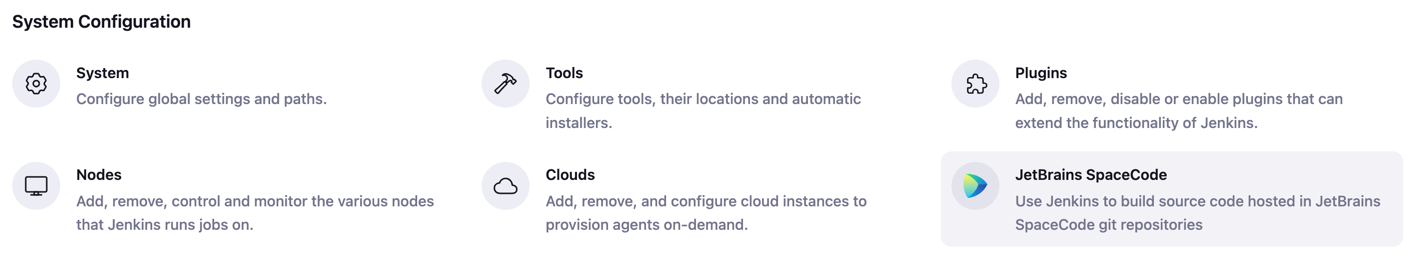 System Configuration
System
Configure global settings and paths.
Tools
Configure tools, their locations and automatic
installers.
Plugins
Add, remove, disable or enable plugins that can
extend the functionality of Jenkins.
Nodes
Add, remove, control and monitor the various nodes
that Jenkins runs jobs on.
Clouds
Add, remove, and configure cloud instances to
provision agents on-demand.
JetBrains SpaceCode
Use Jenkins to build source code hosted in JetBrains
SpaceCode git repositories